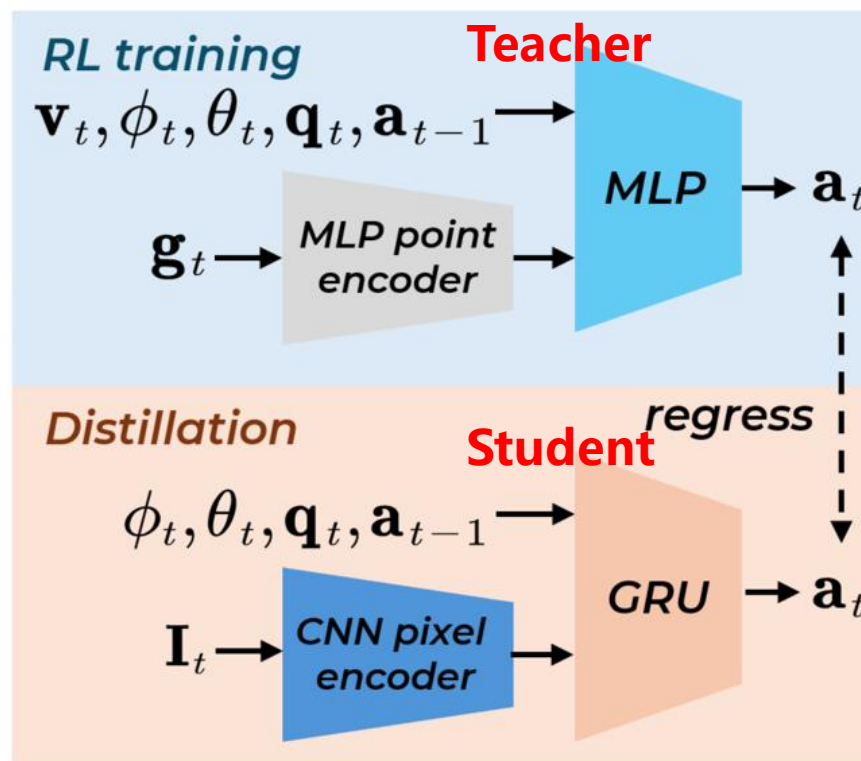 RL training
Teacher
v_t, ϕ_t, θ_t, q_t, a_{t−1}
MLP
a_t
g_t
MLP point
encoder
Distillation
regress
Student
ϕ_t, θ_t, q_t, a_{t−1}
GRU
a_t
I_t
CNN pixel
encoder